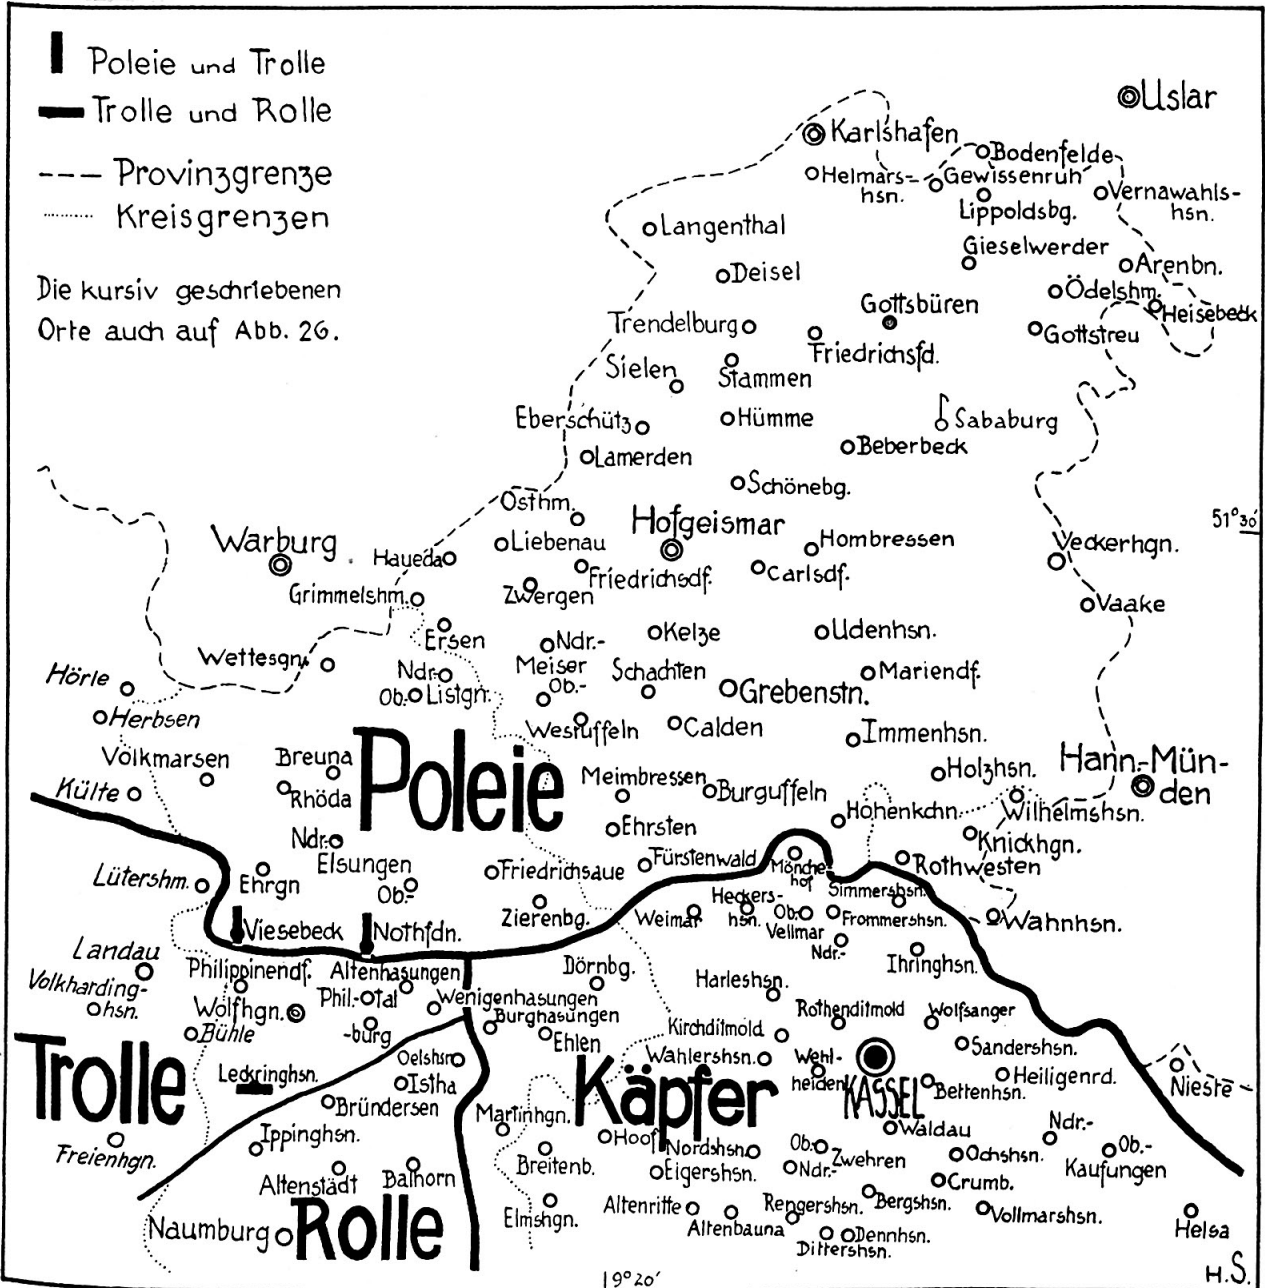 Poleie und Trolle
Trolle und Rolle
Provinzgrenze
Kreisgrenzen
Die kursiv geschriebenen
Orte auch auf Abb. 26.
Uslar
Karlshafen
Bodenfelde
Helmars-
hsn.
Gewissenruh
Lippoldsbg.
Vernawahls-
hsn.
Langenthal
Gieselwerder
Deisel
Arenbn.
Ödelshm.
Heisebeck
Gottsbüren
Trendelburg
Friedrichsfd.
Gottstreu
Sielen
Stammen
Eberschütz
Hümme
Sababurg
Beberbeck
Lamerden
Schönebg.
Osthm.
Hofgeismar
51°30'
Warburg
Haueda
Liebenau
Hombressen
Veckerhgn.
Friedrichsdf.
Carlsdf.
Grimmelshm.
Zwergen
Vaake
Ersen
Ndr.-
Meiser
Ob.-
Kelze
Udenhsn.
Wettesgn.
Ndr.-
Ob.- Listgn.
Schachten
Mariendf.
Hörle
Grebenstn.
Herbsen
Westuffeln
Calden
Immenhsn.
Volkmarsen
Breuna
Poleie
Meimbressen
Burguffeln
Holzhsn.
Hann.-Mün-
den
Külte
Rhöda
Hohenkchn.
Wilhelmshsn.
Ehrsten
Knickhgn.
Ndr.-
Elsungen
Ob.-
Lütershm.
Ehrgn
Friedrichsaue
Fürstenwald
Mönche-
hof
Rothwesten
Simmershsn.
Heckers-
hsn.
Zierenbg.
Weimar
Ob.-
Vellmar
Ndr.-
Frommershsn.
Wahnhsn.
Viesebeck
Nothfdn.
Landau
Ihringhsn.
Philippinendf.
Altenhasungen
Dörnbg.
Harleshsn.
Volkharding-
hsn.
Wolfhgn.
Phil.-
tal
-burg
Wenigenhasungen
Burghasungen
Rothenditmold
Wolfsanger
Bühle
Ehlen
Kirchditmold
Sandershsn.
Trolle
Leckringhsn.
Oelshsn
Istha
Käpfer
Wahlershsn.
Wehl-
heiden
KASSEL
Bettenhsn.
Heiligenrd.
Nieste
Bründersen
Martinhgn.
Freienhgn.
Ippinghsn.
Hoof
Nordshsn.
Waldau
Ndr.-
Ob.-
Kaufungen
Breitenb.
Eigershsn.
Ob.-
Ndr.-
Zwehren
Ochshsn.
Altenstädt
Balhorn
Crumb.
Naumburg
Rolle
Elmshgn.
Altenritte
Altenbauna
Rengershsn.
Bergshsn.
Vollmarshsn.
Helsa
Dennhsn.
Dittershsn.
19°20'
H.S.